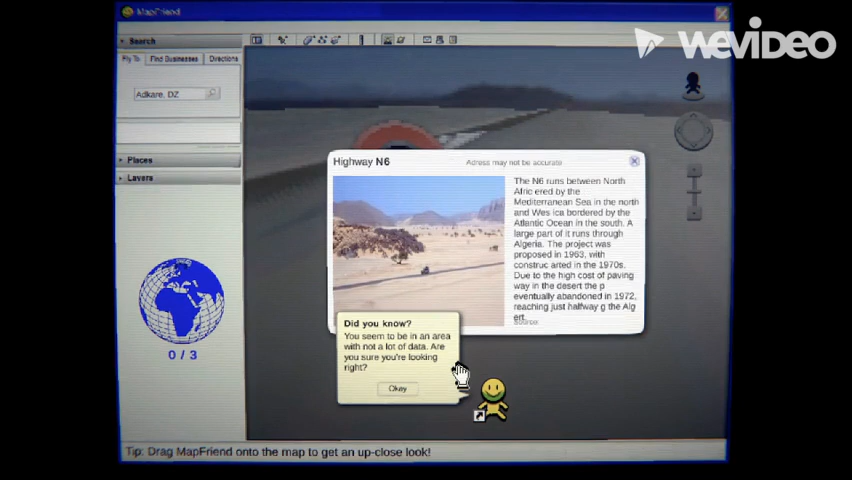 MapFriend
WEVIDEO
Search
Fly To
Find Businesses
Directions
Adkare, DZ
Places
Layers
0 / 3
Highway N6
Adress may not be accurate
The N6 runs between North
Afric ered by the
Mediterranean Sea in the north
and Wes ica bordered by the
Atlantic Ocean in the south. A
large part of it runs through
Algeria. The project was
proposed in 1963, with
construc arted in the 1970s.
Due to the high cost of paving
way in the desert the p
eventually abandoned in 1972,
reaching just halfway g the Alg
ert.
Source:
Did you know?
You seem to be in an area
with not a lot of data. Are
you sure you're looking
right?
Okay
Tip: Drag MapFriend onto the map to get an up-close look!